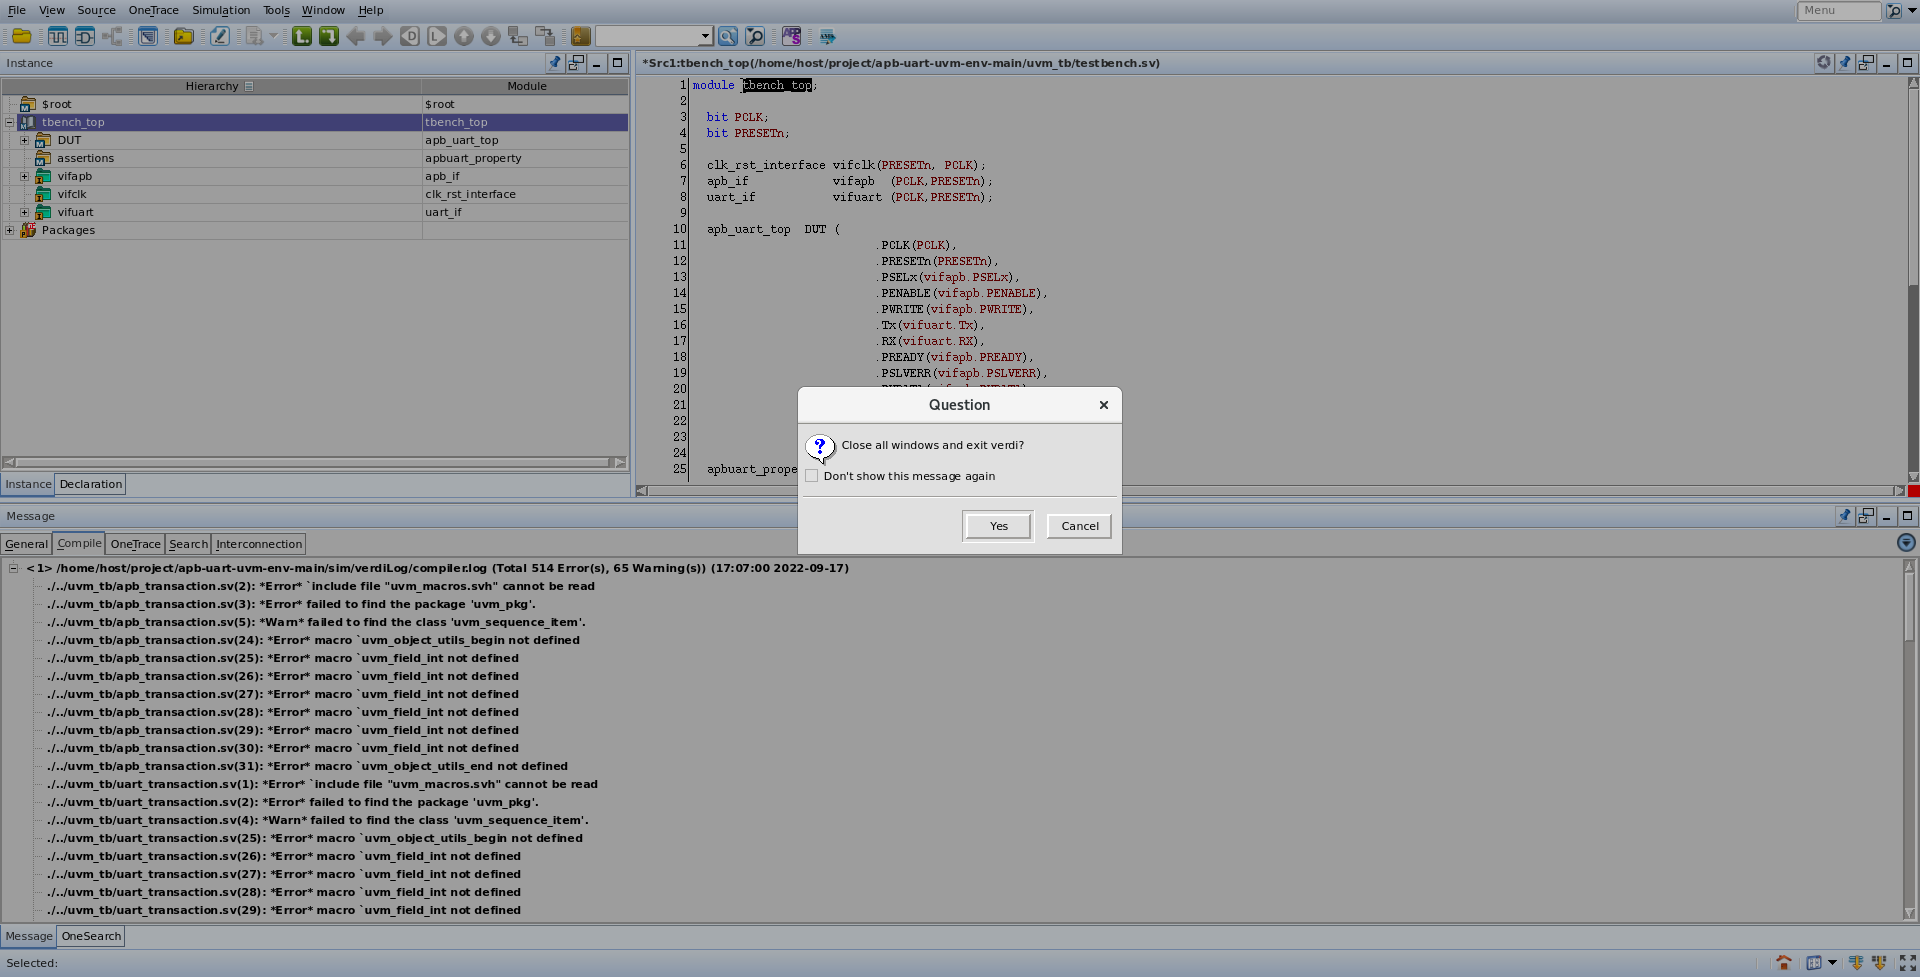 File View Source OneTrace Simulation Tools Window Help Menu
Instance
*Src1:tbench_top(/home/host/project/apb-uart-uvm-env-main/uvm_tb/testbench.sv)
Hierarchy Module
$root $root
tbench_top tbench_top
DUT apb_uart_top
assertions apbuart_property
vifapb apb_if
vifclk clk_rst_interface
vifuart uart_if
Packages
Instance Declaration
1 module tbench_top;
2
3 bit PCLK;
4 bit PRESETn;
5
6 clk_rst_interface vifclk(PRESETn, PCLK);
7 apb_if vifapb (PCLK,PRESETn);
8 uart_if vifuart (PCLK,PRESETn);
9
10 apb_uart_top DUT (
11 .PCLK(PCLK),
12 .PRESETn(PRESETn),
13 .PSELx(vifapb.PSELx),
14 .PENABLE(vifapb.PENABLE),
15 .PWRITE(vifapb.PWRITE),
16 .Tx(vifuart.Tx),
17 .RX(vifuart.RX),
18 .PREADY(vifapb.PREADY),
19 .PSLVERR(vifapb.PSLVERR),
20
21
22
23
24
25 apbuart_prope
Question
Close all windows and exit verdi?
Don't show this message again
Yes Cancel
Message
General Compile OneTrace Search Interconnection
<1> /home/host/project/apb-uart-uvm-env-main/sim/verdiLog/compiler.log (Total 514 Error(s), 65 Warning(s)) (17:07:00 2022-09-17)
./../uvm_tb/apb_transaction.sv(2): *Error* `include file "uvm_macros.svh" cannot be read
./../uvm_tb/apb_transaction.sv(3): *Error* failed to find the package 'uvm_pkg'.
./../uvm_tb/apb_transaction.sv(5): *Warn* failed to find the class 'uvm_sequence_item'.
./../uvm_tb/apb_transaction.sv(24): *Error* macro `uvm_object_utils_begin not defined
./../uvm_tb/apb_transaction.sv(25): *Error* macro `uvm_field_int not defined
./../uvm_tb/apb_transaction.sv(26): *Error* macro `uvm_field_int not defined
./../uvm_tb/apb_transaction.sv(27): *Error* macro `uvm_field_int not defined
./../uvm_tb/apb_transaction.sv(28): *Error* macro `uvm_field_int not defined
./../uvm_tb/apb_transaction.sv(29): *Error* macro `uvm_field_int not defined
./../uvm_tb/apb_transaction.sv(30): *Error* macro `uvm_field_int not defined
./../uvm_tb/apb_transaction.sv(31): *Error* macro `uvm_object_utils_end not defined
./../uvm_tb/uart_transaction.sv(1): *Error* `include file "uvm_macros.svh" cannot be read
./../uvm_tb/uart_transaction.sv(2): *Error* failed to find the package 'uvm_pkg'.
./../uvm_tb/uart_transaction.sv(4): *Warn* failed to find the class 'uvm_sequence_item'.
./../uvm_tb/uart_transaction.sv(25): *Error* macro `uvm_object_utils_begin not defined
./../uvm_tb/uart_transaction.sv(26): *Error* macro `uvm_field_int not defined
./../uvm_tb/uart_transaction.sv(27): *Error* macro `uvm_field_int not defined
./../uvm_tb/uart_transaction.sv(28): *Error* macro `uvm_field_int not defined
./../uvm_tb/uart_transaction.sv(29): *Error* macro `uvm_field_int not defined
Message OneSearch
Selected: